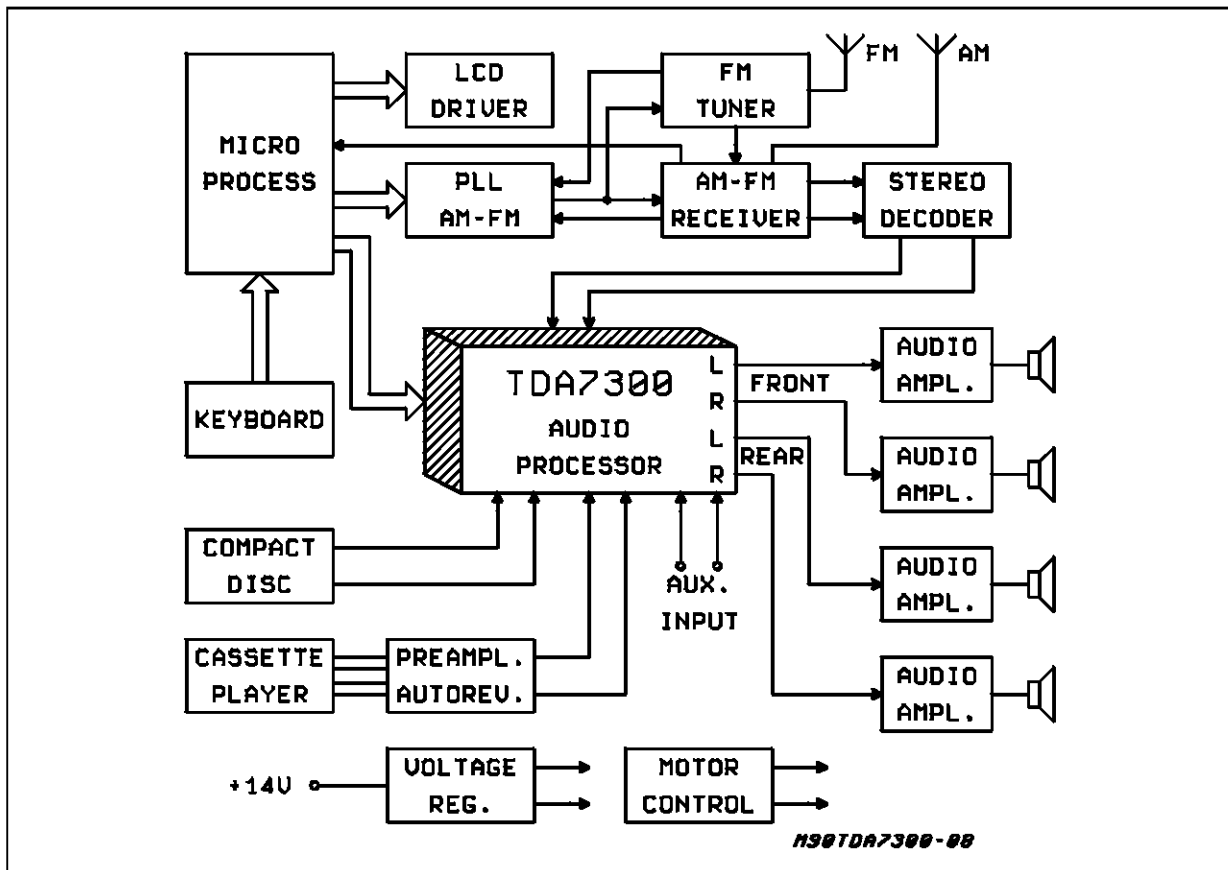 FM
AM
LCD
DRIVER
FM
TUNER
MICRO
PROCESS
PLL
AM-FM
AM-FM
RECEIVER
STEREO
DECODER
KEYBOARD
TDA7300
AUDIO
PROCESSOR
L
R
L
R
FRONT
REAR
AUDIO
AMPL.
AUDIO
AMPL.
AUDIO
AMPL.
AUDIO
AMPL.
COMPACT
DISC
AUX.
INPUT
CASSETTE
PLAYER
PREAMPL.
AUTOREV.
+14V
VOLTAGE
REG.
MOTOR
CONTROL
M90TDA7300-08